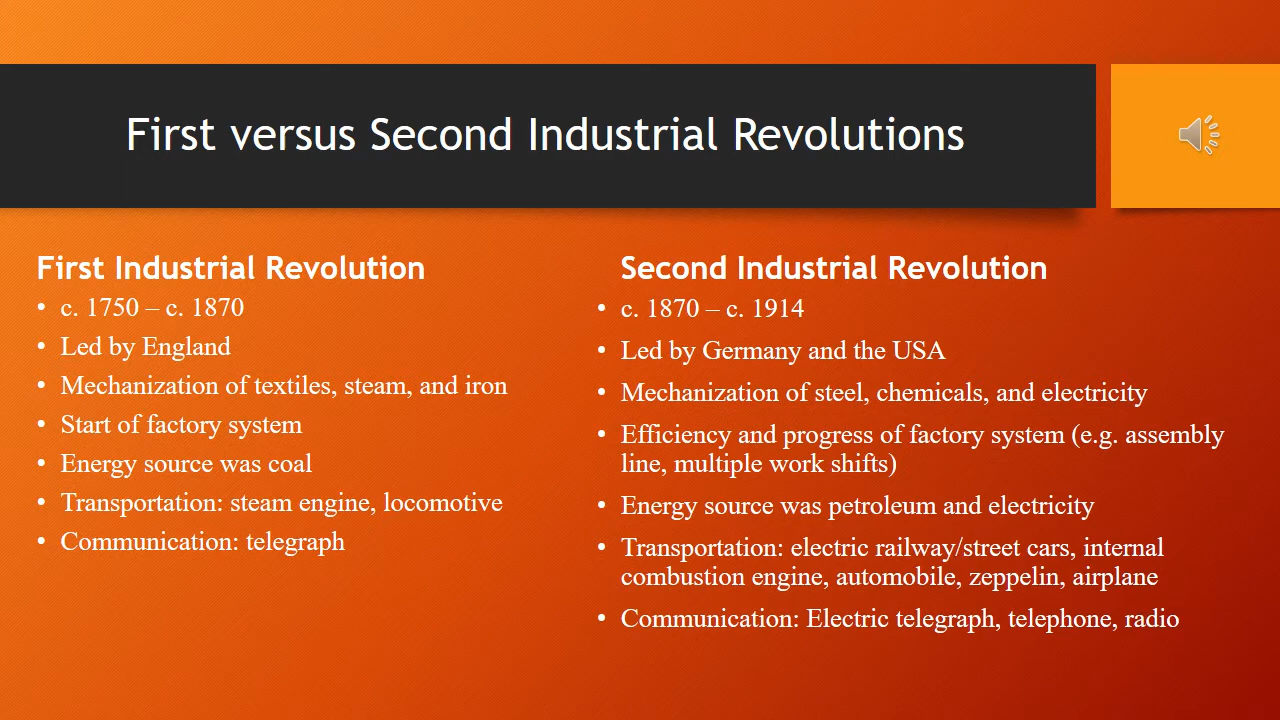 First versus Second Industrial Revolutions
First Industrial Revolution
• c. 1750 – c. 1870
• Led by England
• Mechanization of textiles, steam, and iron
• Start of factory system
• Energy source was coal
• Transportation: steam engine, locomotive
• Communication: telegraph
Second Industrial Revolution
• c. 1870 – c. 1914
• Led by Germany and the USA
• Mechanization of steel, chemicals, and electricity
• Efficiency and progress of factory system (e.g. assembly
line, multiple work shifts)
• Energy source was petroleum and electricity
• Transportation: electric railway/street cars, internal
combustion engine, automobile, zeppelin, airplane
• Communication: Electric telegraph, telephone, radio